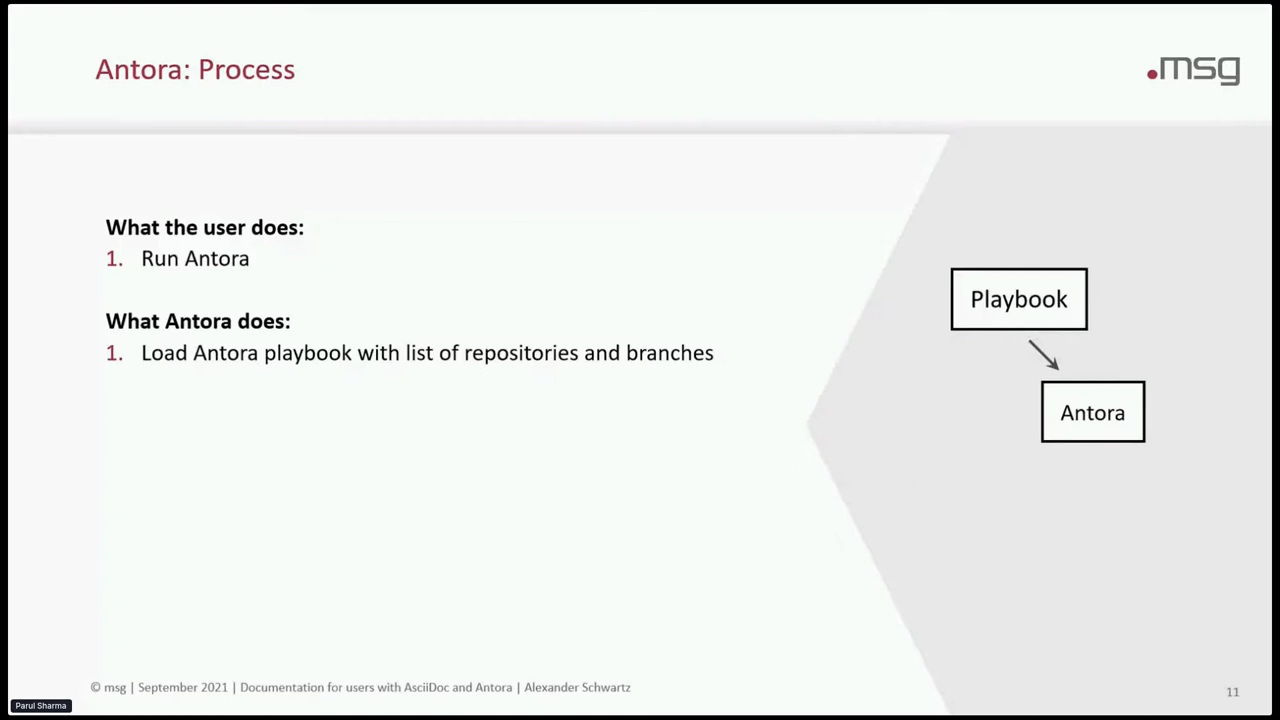 Antora: Process
.msg
What the user does:
1. Run Antora
What Antora does:
1. Load Antora playbook with list of repositories and branches
Playbook
Antora
© msg | September 2021 | Documentation for users with AsciiDoc and Antora | Alexander Schwartz
11
Parul Sharma